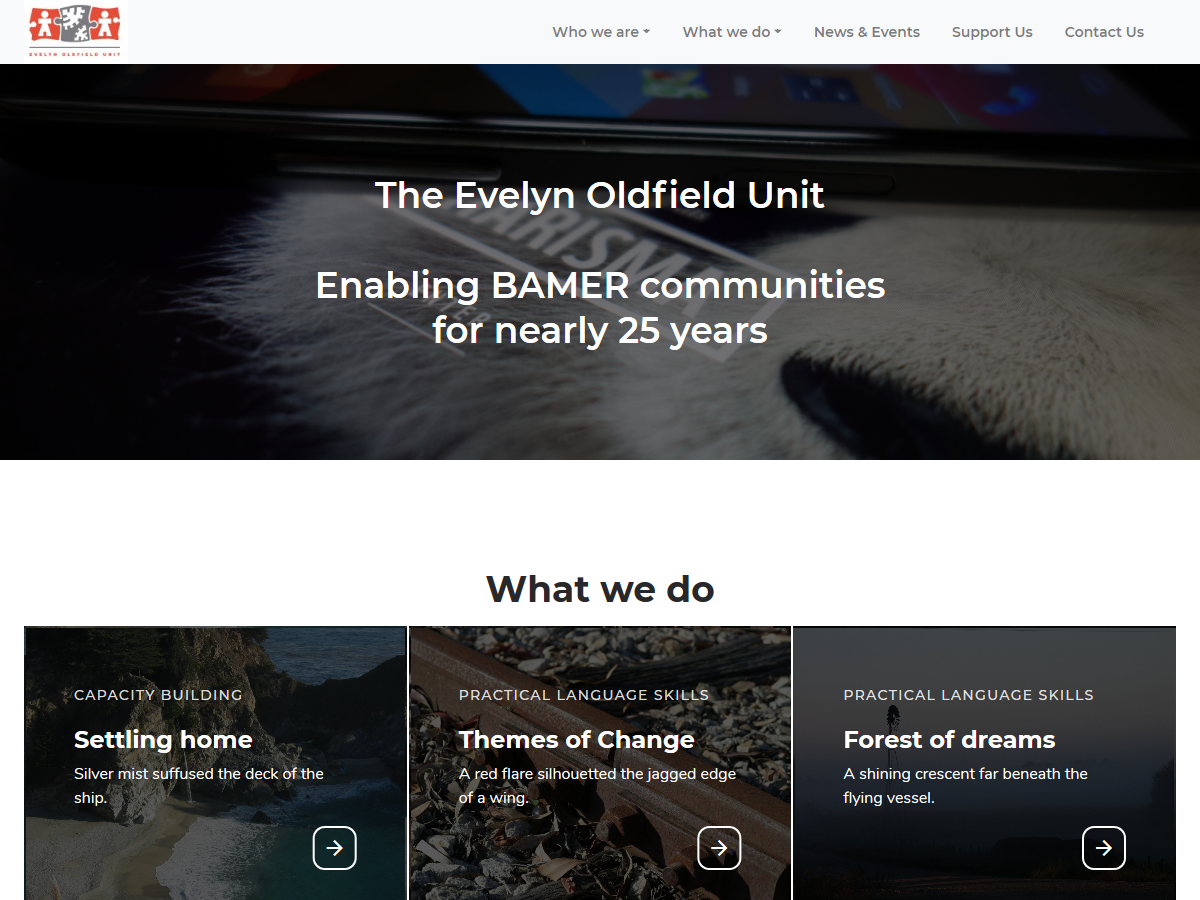 EVELYN OLDFIELD UNIT
Who we are
What we do
News & Events
Support Us
Contact Us
The Evelyn Oldfield Unit
Enabling BAMER communities
for nearly 25 years
What we do
CAPACITY BUILDING
Settling home
Silver mist suffused the deck of the
ship.
PRACTICAL LANGUAGE SKILLS
Themes of Change
A red flare silhouetted the jagged edge
of a wing.
PRACTICAL LANGUAGE SKILLS
Forest of dreams
A shining crescent far beneath the
flying vessel.